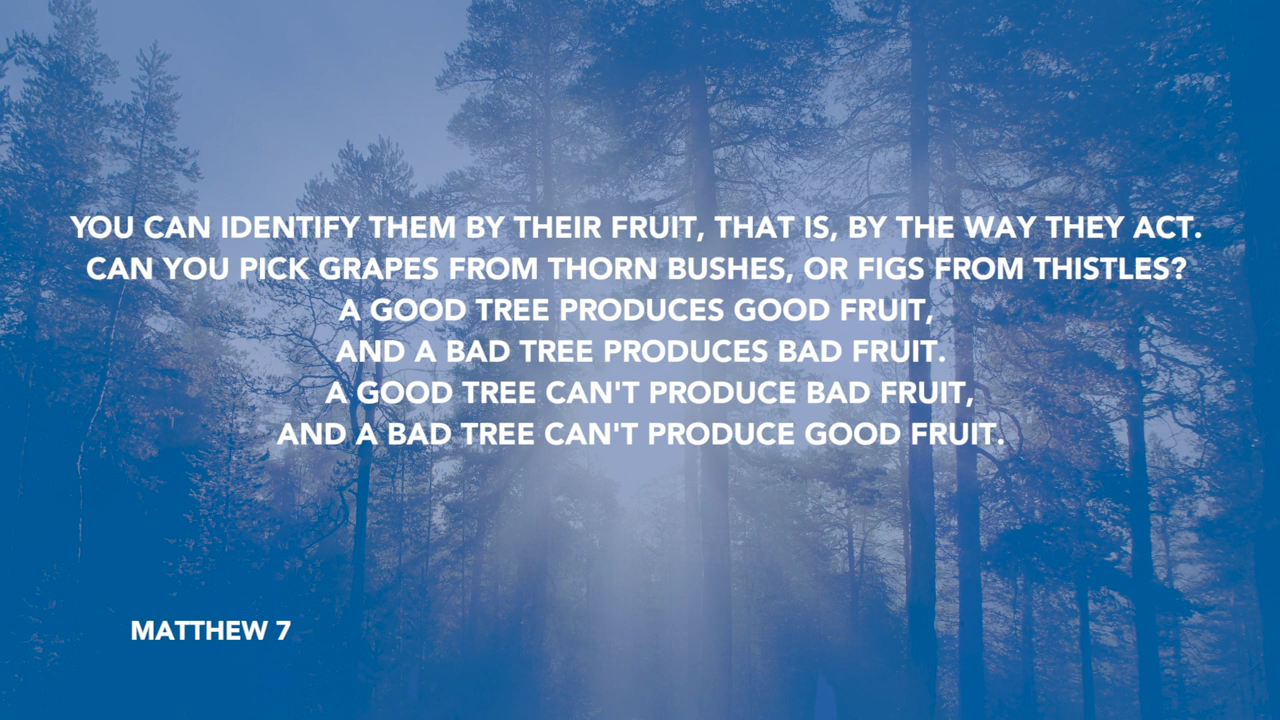 YOU CAN IDENTIFY THEM BY THEIR FRUIT, THAT IS, BY THE WAY THEY ACT.
CAN YOU PICK GRAPES FROM THORN BUSHES, OR FIGS FROM THISTLES?
A GOOD TREE PRODUCES GOOD FRUIT,
AND A BAD TREE PRODUCES BAD FRUIT.
A GOOD TREE CAN'T PRODUCE BAD FRUIT,
AND A BAD TREE CAN'T PRODUCE GOOD FRUIT.
MATTHEW 7